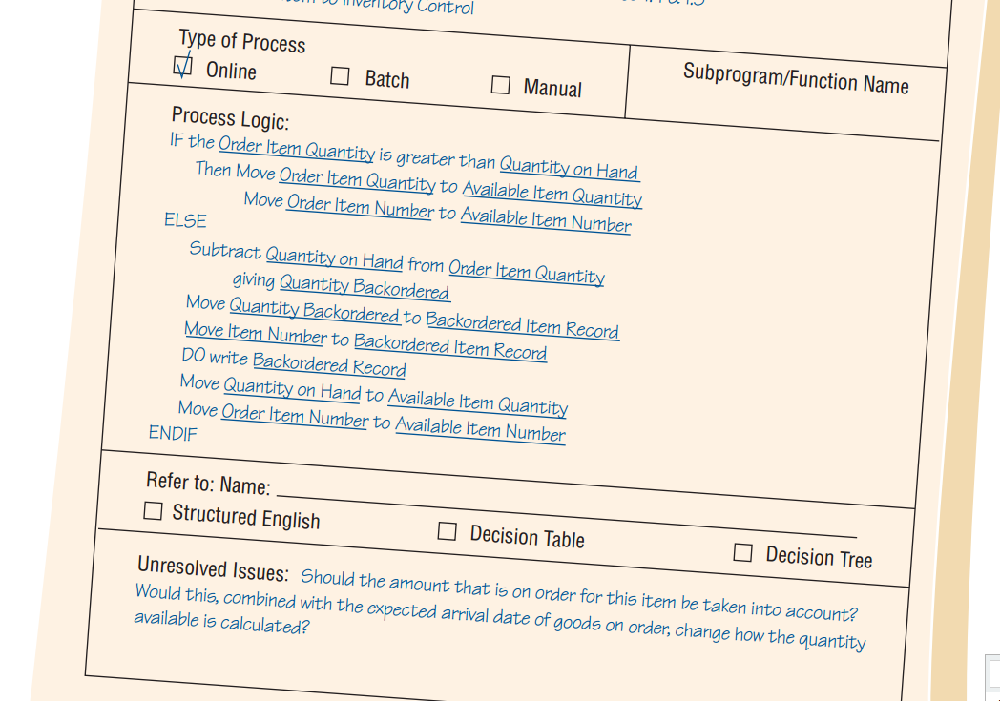 to Inventory Control
Type of Process
Online Batch Manual
Subprogram/Function Name
Process Logic:
IF the Order Item Quantity is greater than Quantity on Hand
Then Move Order Item Quantity to Available Item Quantity
Move Order Item Number to Available Item Number
ELSE
Subtract Quantity on Hand from Order Item Quantity
giving Quantity Backordered
Move Quantity Backordered to Backordered Item Record
Move Item Number to Backordered Item Record
DO write Backordered Record
Move Quantity on Hand to Available Item Quantity
Move Order Item Number to Available Item Number
ENDIF
Refer to: Name:
Structured English Decision Table Decision Tree
Unresolved Issues: Should the amount that is on order for this item be taken into account?
Would this, combined with the expected arrival date of goods on order, change how the quantity
available is calculated?